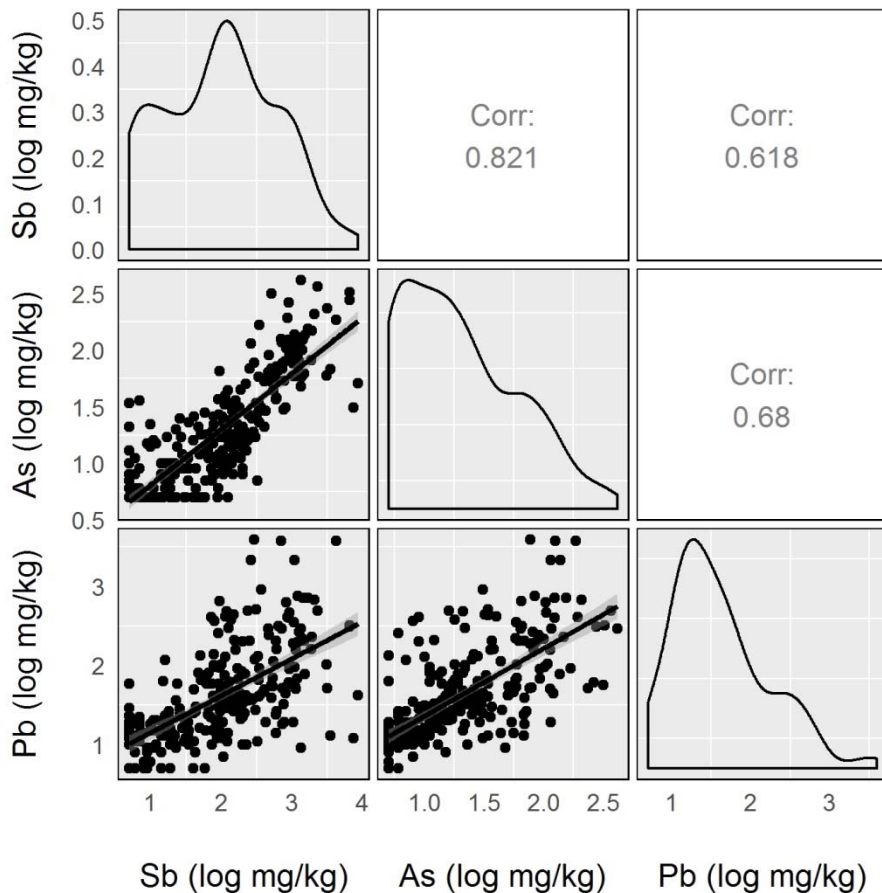 Sb (log mg/kg)
0.5
0.4
0.3
0.2
0.1
0.0
Corr:
0.821
Corr:
0.618
As (log mg/kg)
2.5
2.0
1.5
1.0
0.5
Corr:
0.68
Pb (log mg/kg)
3
2
1
1 2 3 4
1.0 1.5 2.0 2.5
1 2 3
Sb (log mg/kg) As (log mg/kg) Pb (log mg/kg)